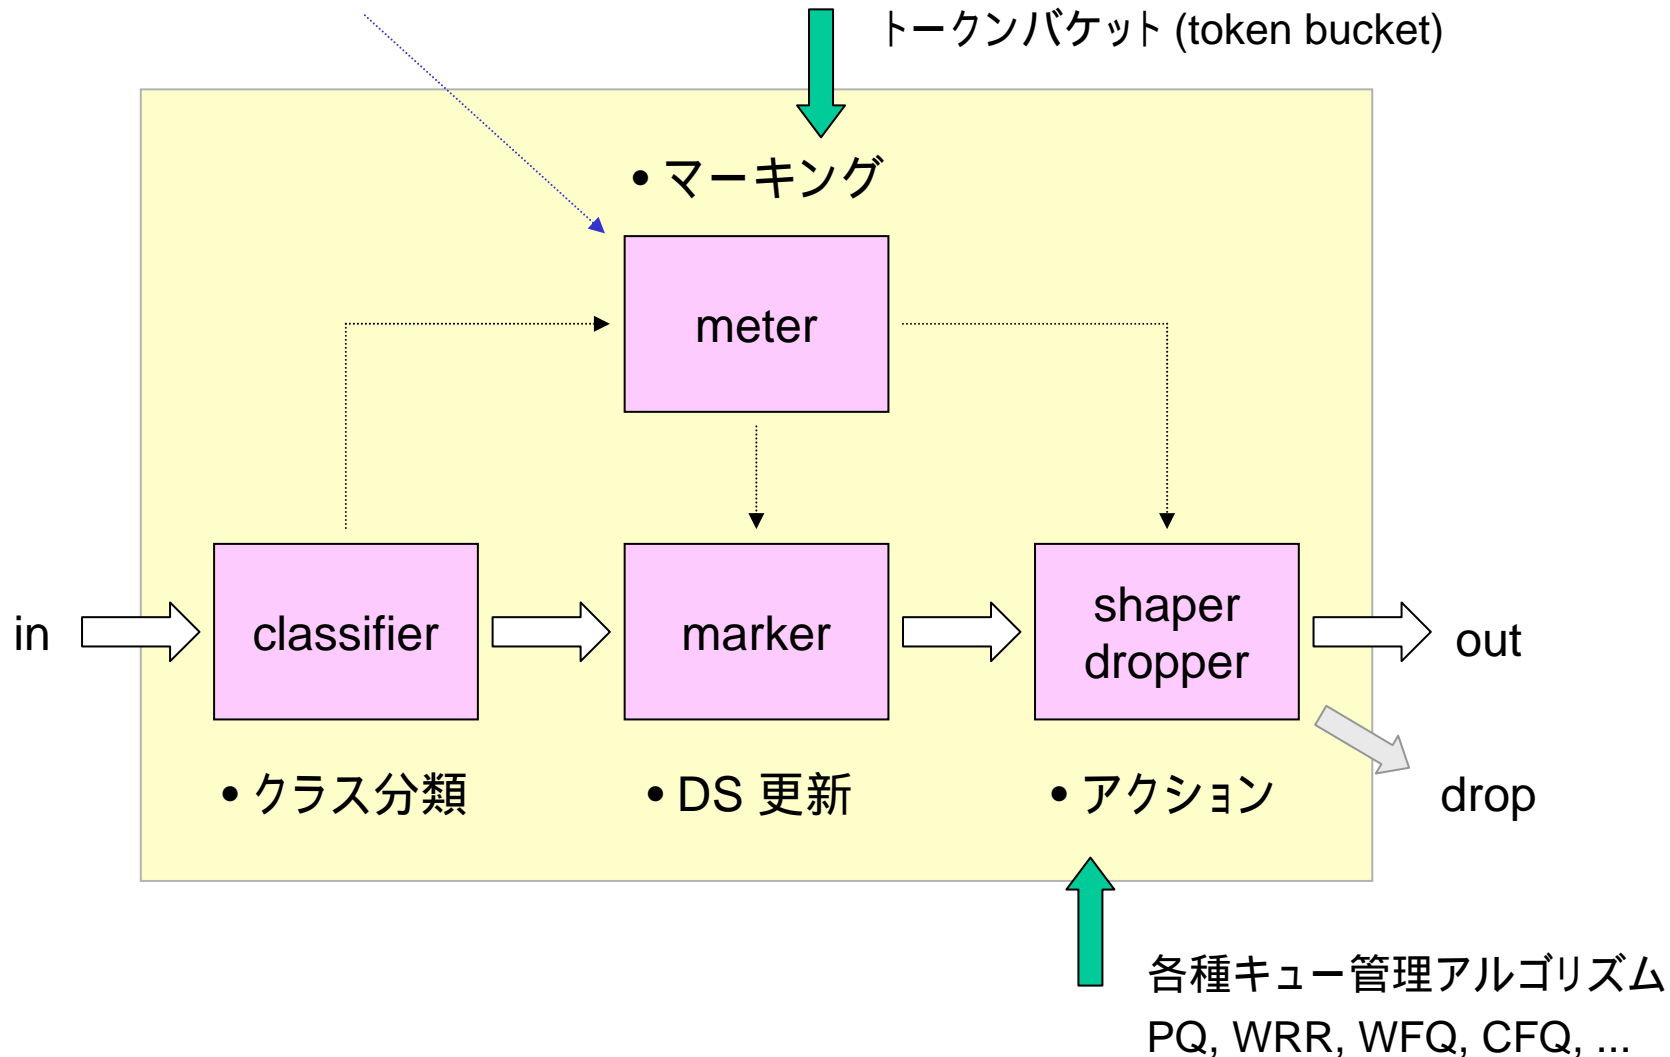 トークンバケット (token bucket)
• マーキング
meter
in
classifier
marker
shaper
dropper
out
• クラス分類
• DS 更新
• アクション
drop
各種キュー管理アルゴリズム
PQ, WRR, WFQ, CFQ, ...